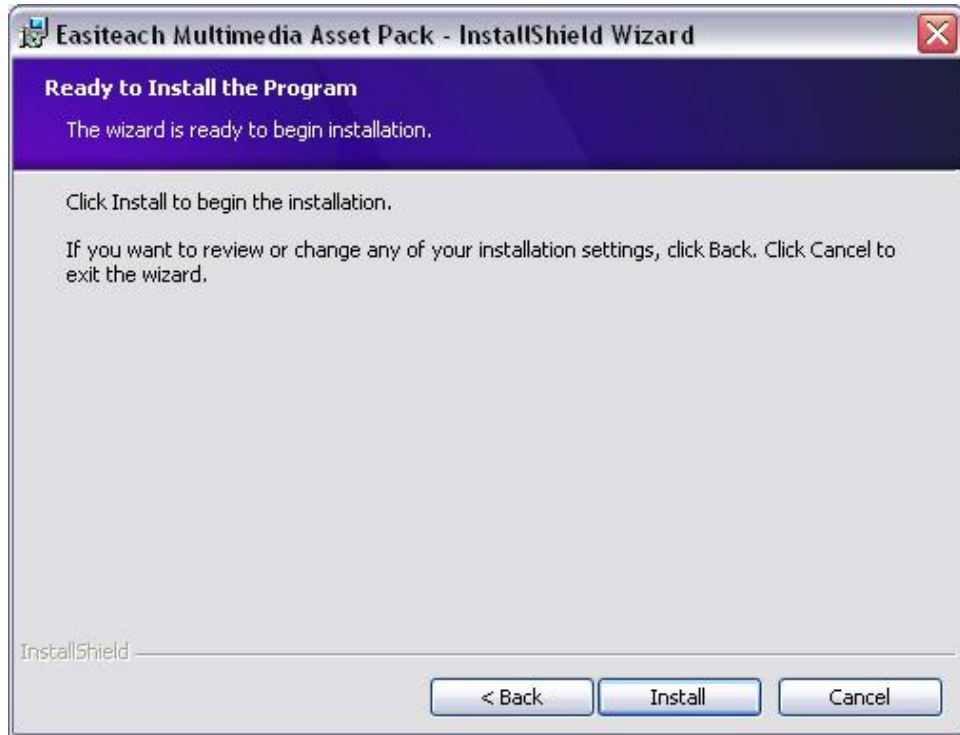 Easiteach Multimedia Asset Pack - InstallShield Wizard
Ready to Install the Program
The wizard is ready to begin installation.
Click Install to begin the installation.
If you want to review or change any of your installation settings, click Back. Click Cancel to
exit the wizard.
InstallShield
< Back
Install
Cancel